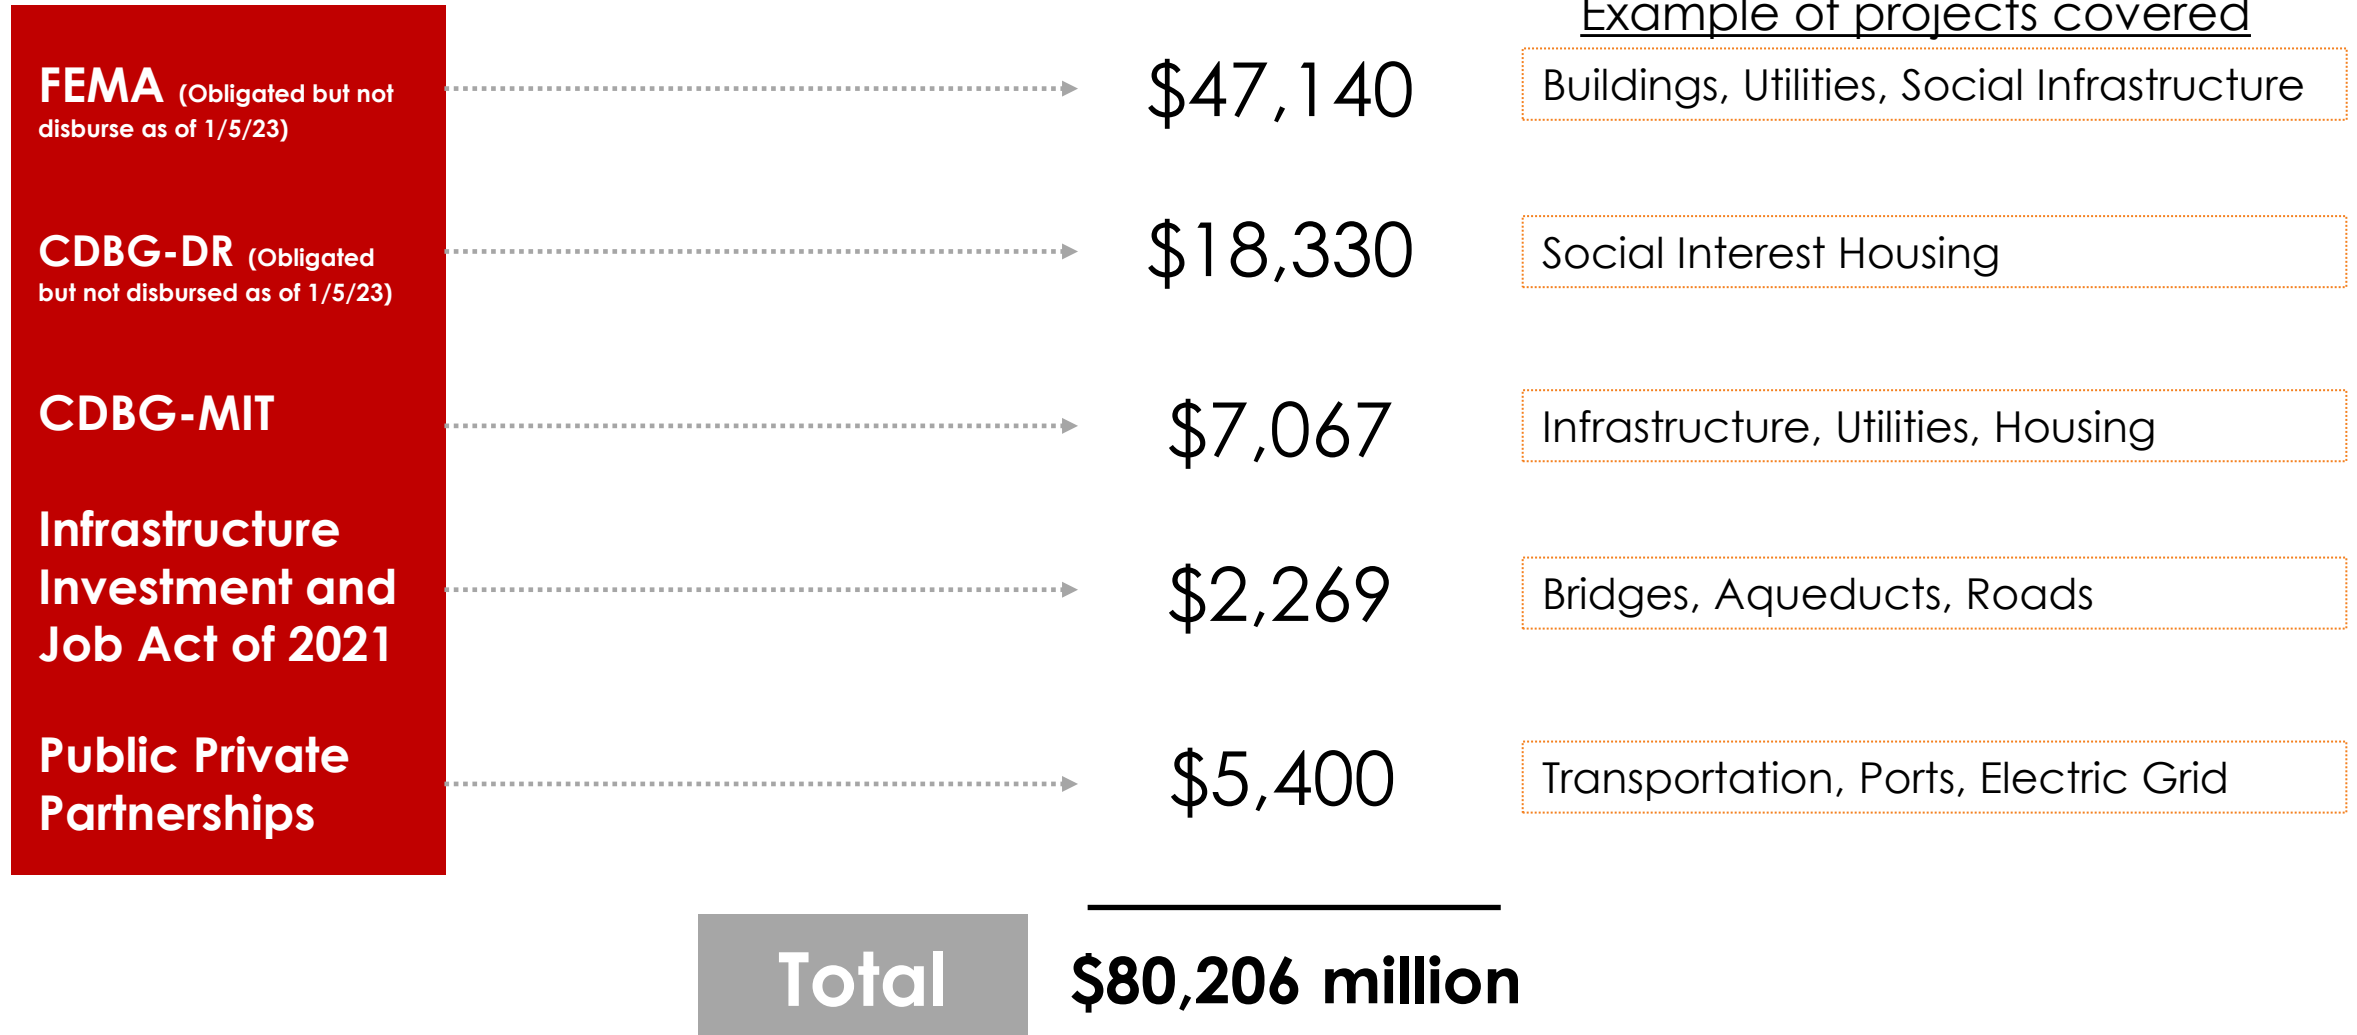 Example of projects covered
FEMA (Obligated but not
disburse as of 1/5/23)
$47,140
Buildings, Utilities, Social Infrastructure
CDBG-DR (Obligated
but not disbursed as of 1/5/23)
$18,330
Social Interest Housing
CDBG-MIT
$7,067
Infrastructure, Utilities, Housing
Infrastructure
Investment and
Job Act of 2021
$2,269
Bridges, Aqueducts, Roads
Public Private
Partnerships
$5,400
Transportation, Ports, Electric Grid
Total
$80,206 million